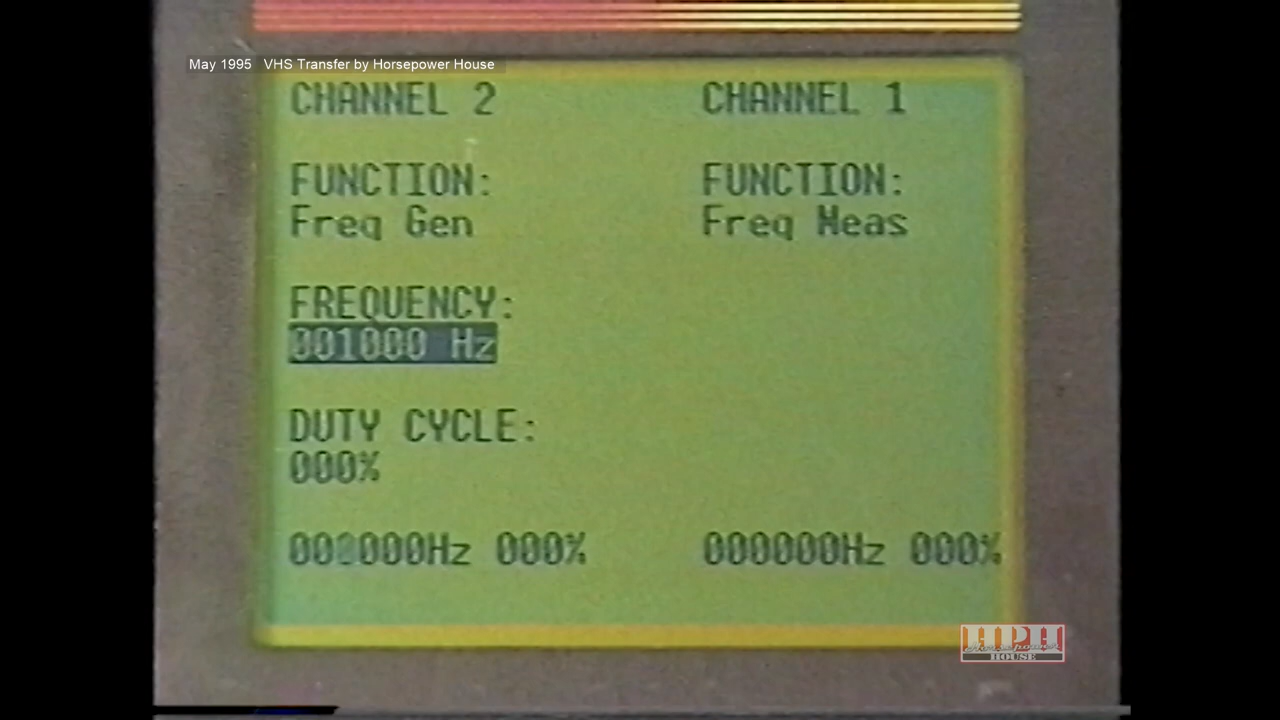 May 1995 VHS Transfer by Horsepower House
CHANNEL 2 CHANNEL 1
FUNCTION: FUNCTION:
Freq Gen Freq Meas
FREQUENCY:
001000 Hz
DUTY CYCLE:
000%
000%  000000Hz 000%
HPH
HOUSE